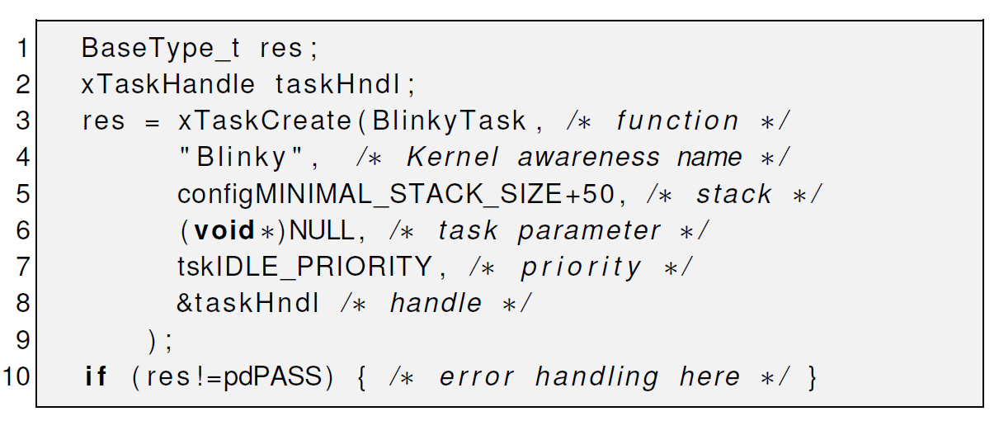 1 BaseType_t res;
2 xTaskHandle taskHndl;
3 res = xTaskCreate(BlinkyTask, /* function */
4 "Blinky", /* Kernel awareness name */
5 configMINIMAL_STACK_SIZE+50, /* stack */
6 (void*)NULL, /* task parameter */
7 tskIDLE_PRIORITY, /* priority */
8 &taskHndl /* handle */
9 );
10 if (res!=pdPASS) { /* error handling here */ }